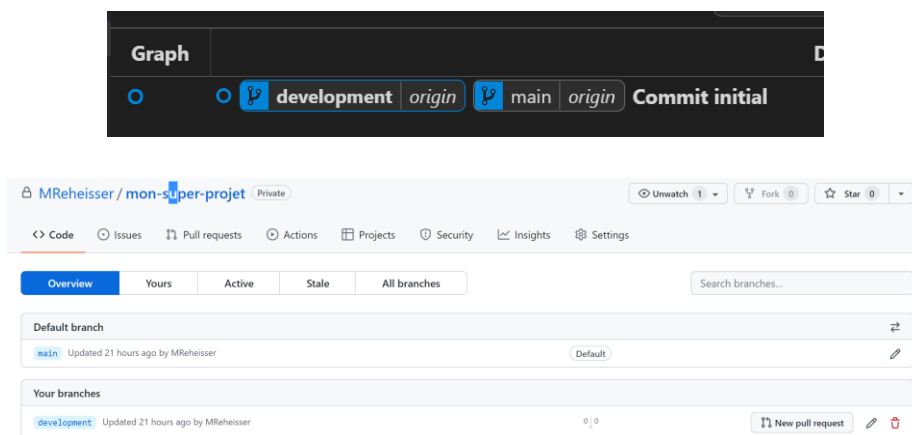 Graph D
development origin main origin Commit initial
MReheisser / mon-super-projet Private Unwatch 1 Fork 0 Star 0
<> Code Issues Pull requests Actions Projects Security Insights Settings
Overview Yours Active Stale All branches Search branches...
Default branch
main Updated 21 hours ago by MReheisser Default
Your branches
development Updated 21 hours ago by MReheisser 0 0 New pull request